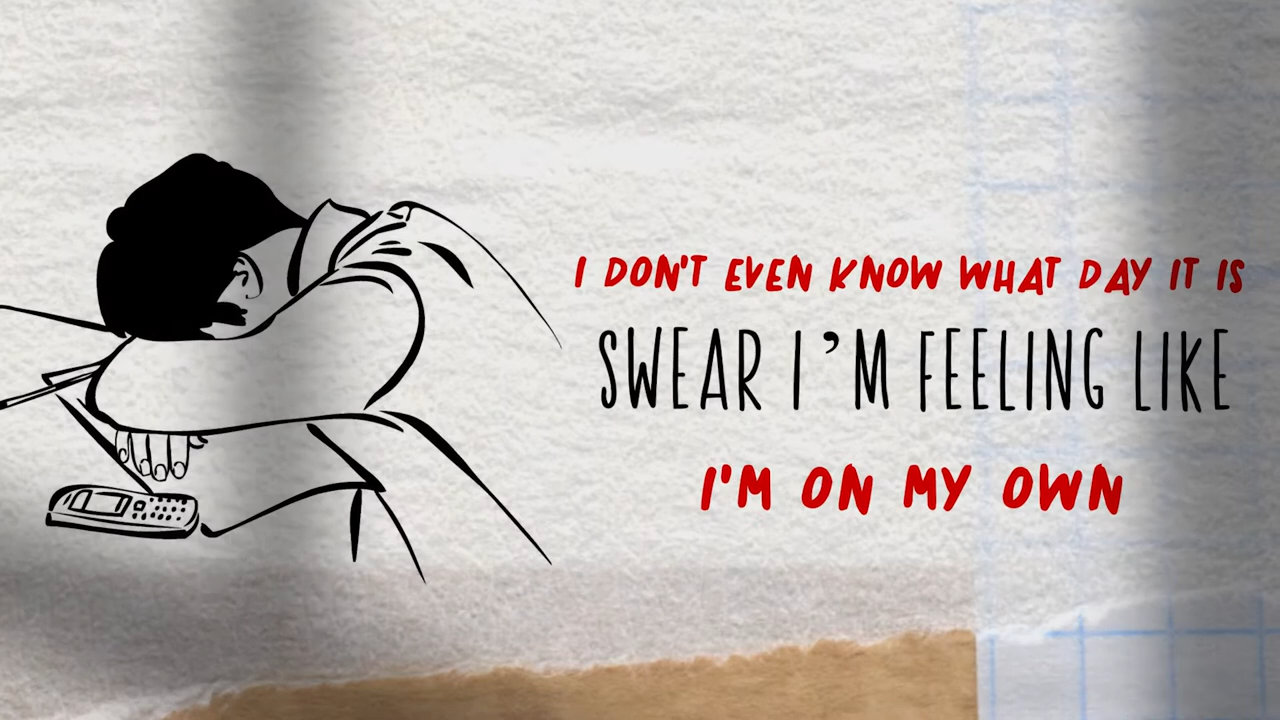 I DON'T EVEN KNOW WHAT DAY IT IS
SWEAR I'M FEELING LIKE
I'M ON MY OWN